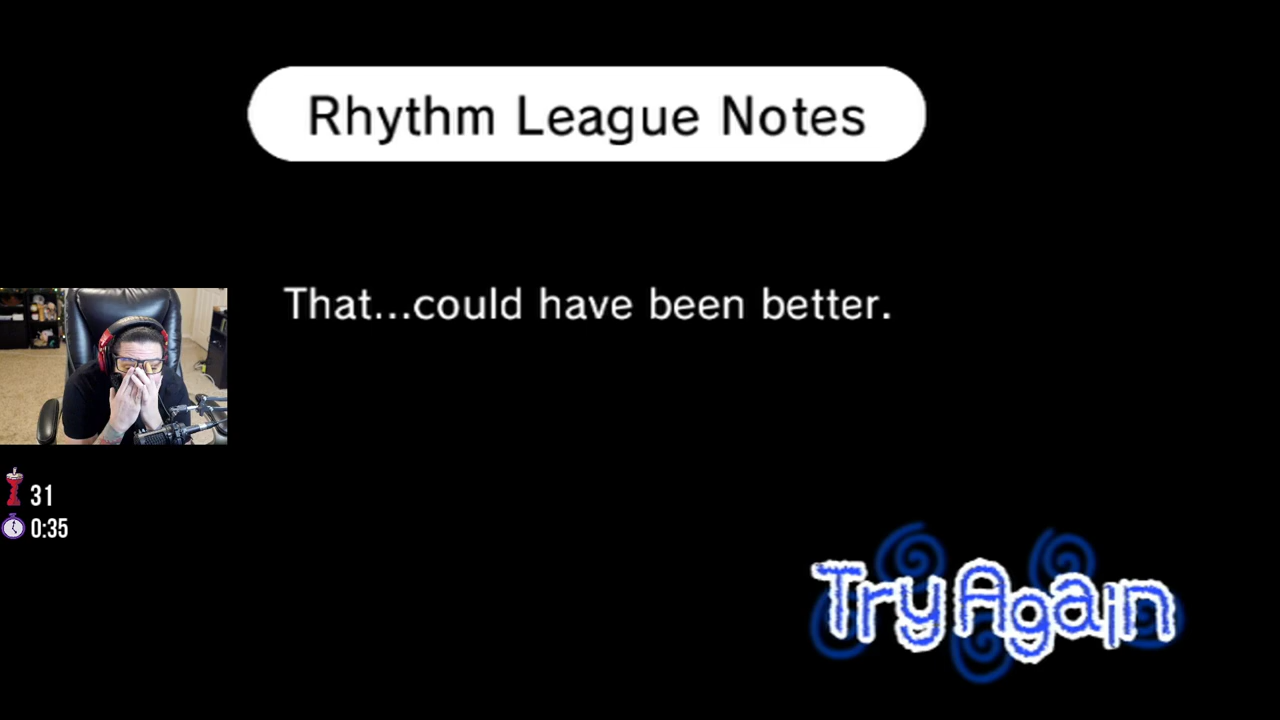 Rhythm League Notes
That...could have been better.
31
0:35
Try Again